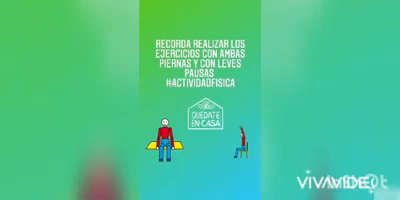 RECORDA REALIZAR LOS
EJERCICIOS CON AMBAS
PIERNAS Y CON LEVES
PAUSAS
#ACTIVIDADFISICA
QUEDATE
EN CASA